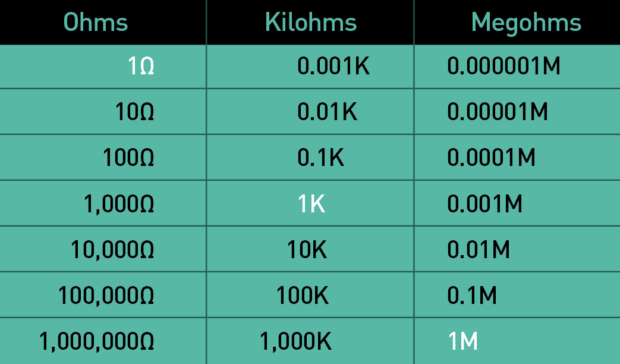 Ohms Kilohms Megohms
1Ω 0.001K 0.000001M
10Ω 0.01K 0.00001M
100Ω 0.1K 0.0001M
1,000Ω 1K 0.001M
10,000Ω 10K 0.01M
100,000Ω 100K 0.1M
1,000,000Ω 1,000K 1M